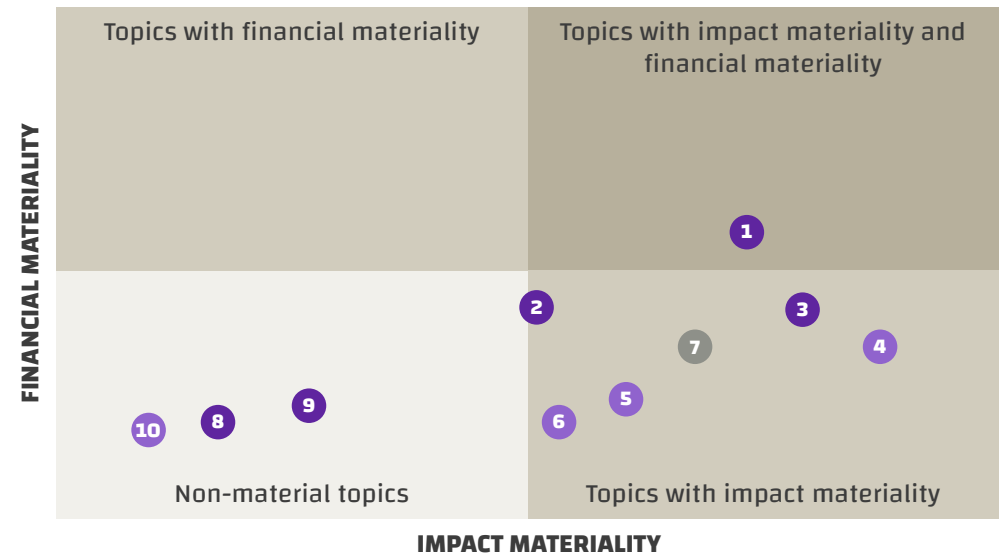 Topics with financial materiality
Topics with impact materiality and
financial materiality
FINANCIAL MATERIALITY
1
2
3
7
4
5
9
6
8
10
Non-material topics
Topics with impact materiality
IMPACT MATERIALITY